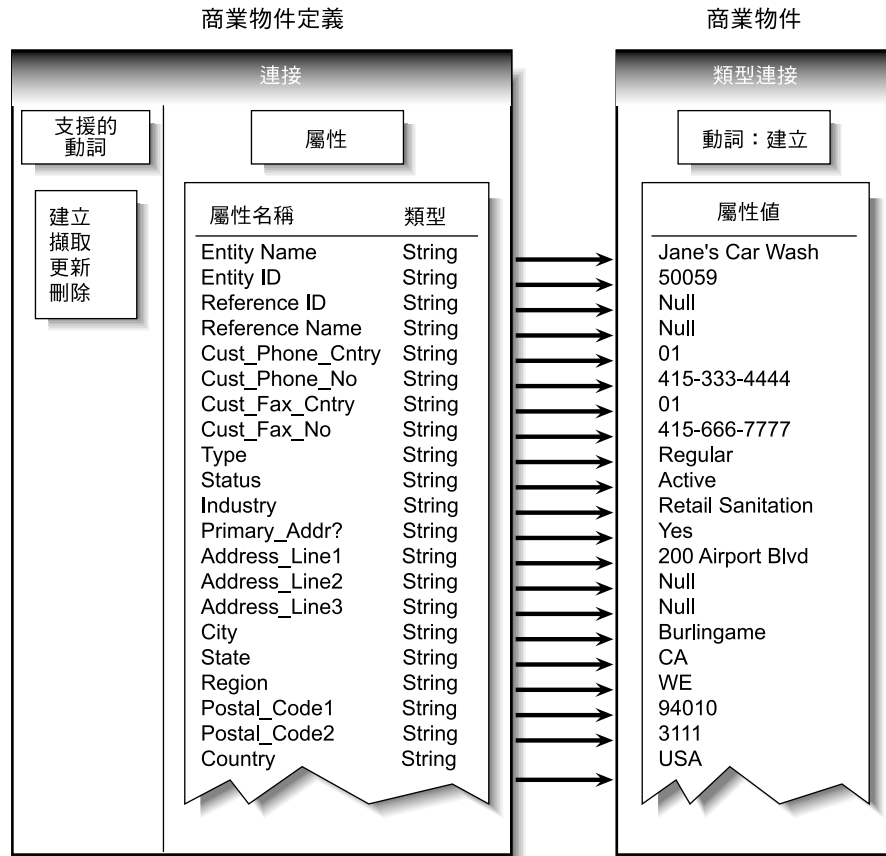 商業物件定義
商業物件
連接
類型連接
支援的
動詞
屬性
動詞：建立
建立
擷取
更新
刪除
屬性名稱 類型
屬性值
Entity Name String Jane's Car Wash
Entity ID String 50059
Reference ID String Null
Reference Name String Null
Cust_Phone_Cntry String 01
Cust_Phone_No String 415-333-4444
Cust_Fax_Cntry String 01
Cust_Fax_No String 415-666-7777
Type String Regular
Status String Active
Industry String Retail Sanitation
Primary_Addr? String Yes
Address_Line1 String 200 Airport Blvd
Address_Line2 String Null
Address_Line3 String Null
City String Burlingame
State String CA
Region String WE
Postal_Code1 String 94010
Postal_Code2 String 3111
Country String USA